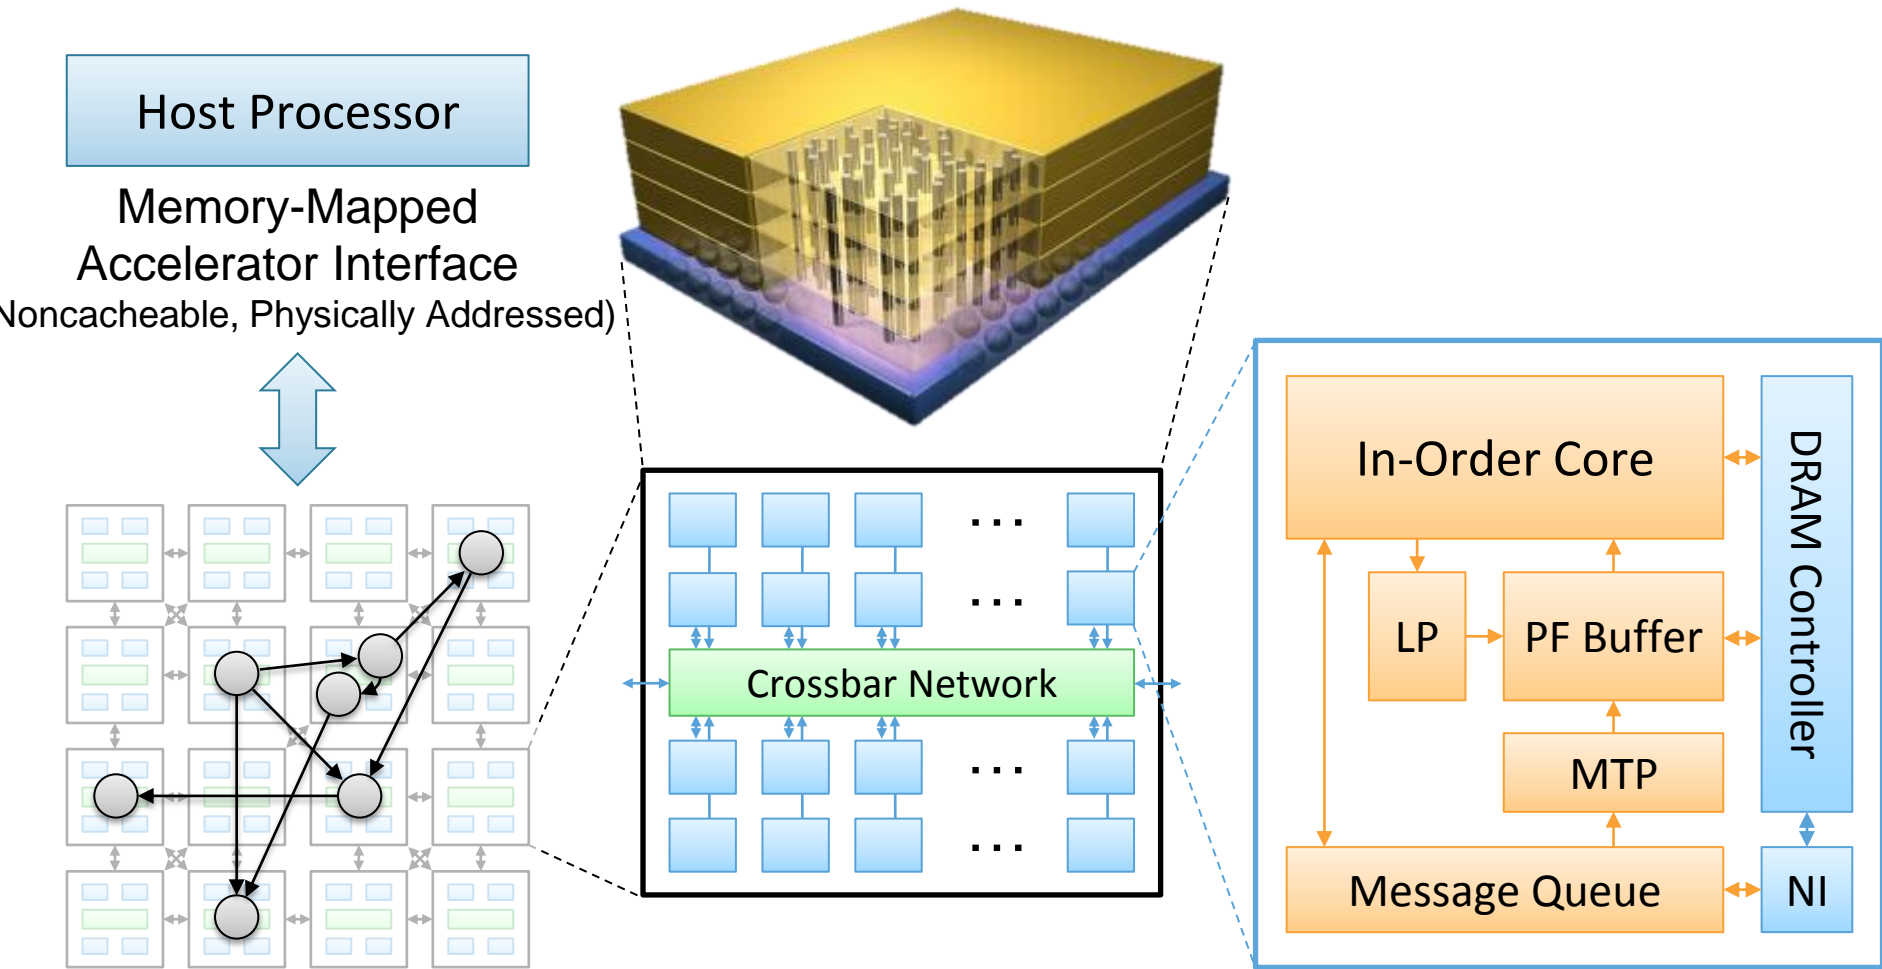 Host Processor
Memory-Mapped
Accelerator Interface
Noncacheable, Physically Addressed)
Crossbar Network
. . .
. . .
. . .
. . .
In-Order Core
DRAM Controller
LP
PF Buffer
MTP
Message Queue
NI